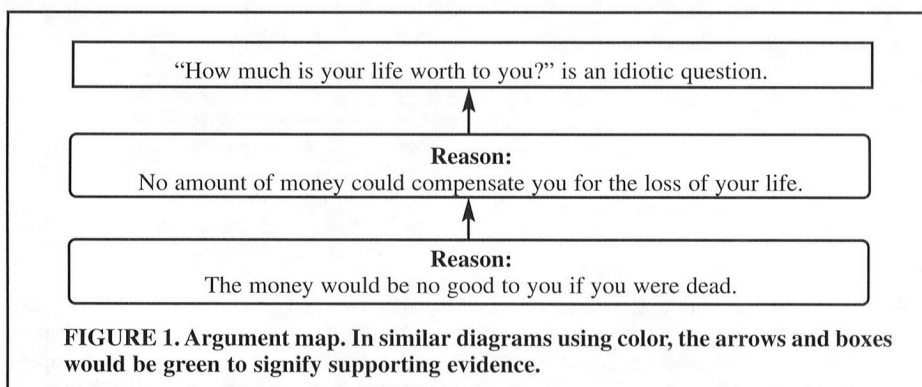 “How much is your life worth to you?” is an idiotic question.
Reason:
No amount of money could compensate you for the loss of your life.
Reason:
The money would be no good to you if you were dead.
FIGURE 1. Argument map. In similar diagrams using color, the arrows and boxes
would be green to signify supporting evidence.